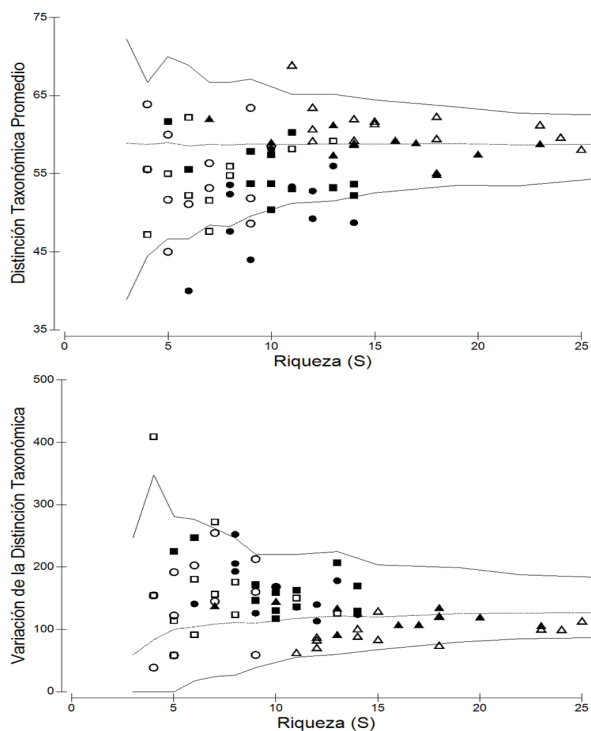 75
65
55
45
35
Distinción Taxonómica Promedio
0 5 10 15 20 25
Riqueza (S)
500
400
300
200
100
0
Variación de la Distinción Taxonómica
0 5 10 15 20 25
Riqueza (S)